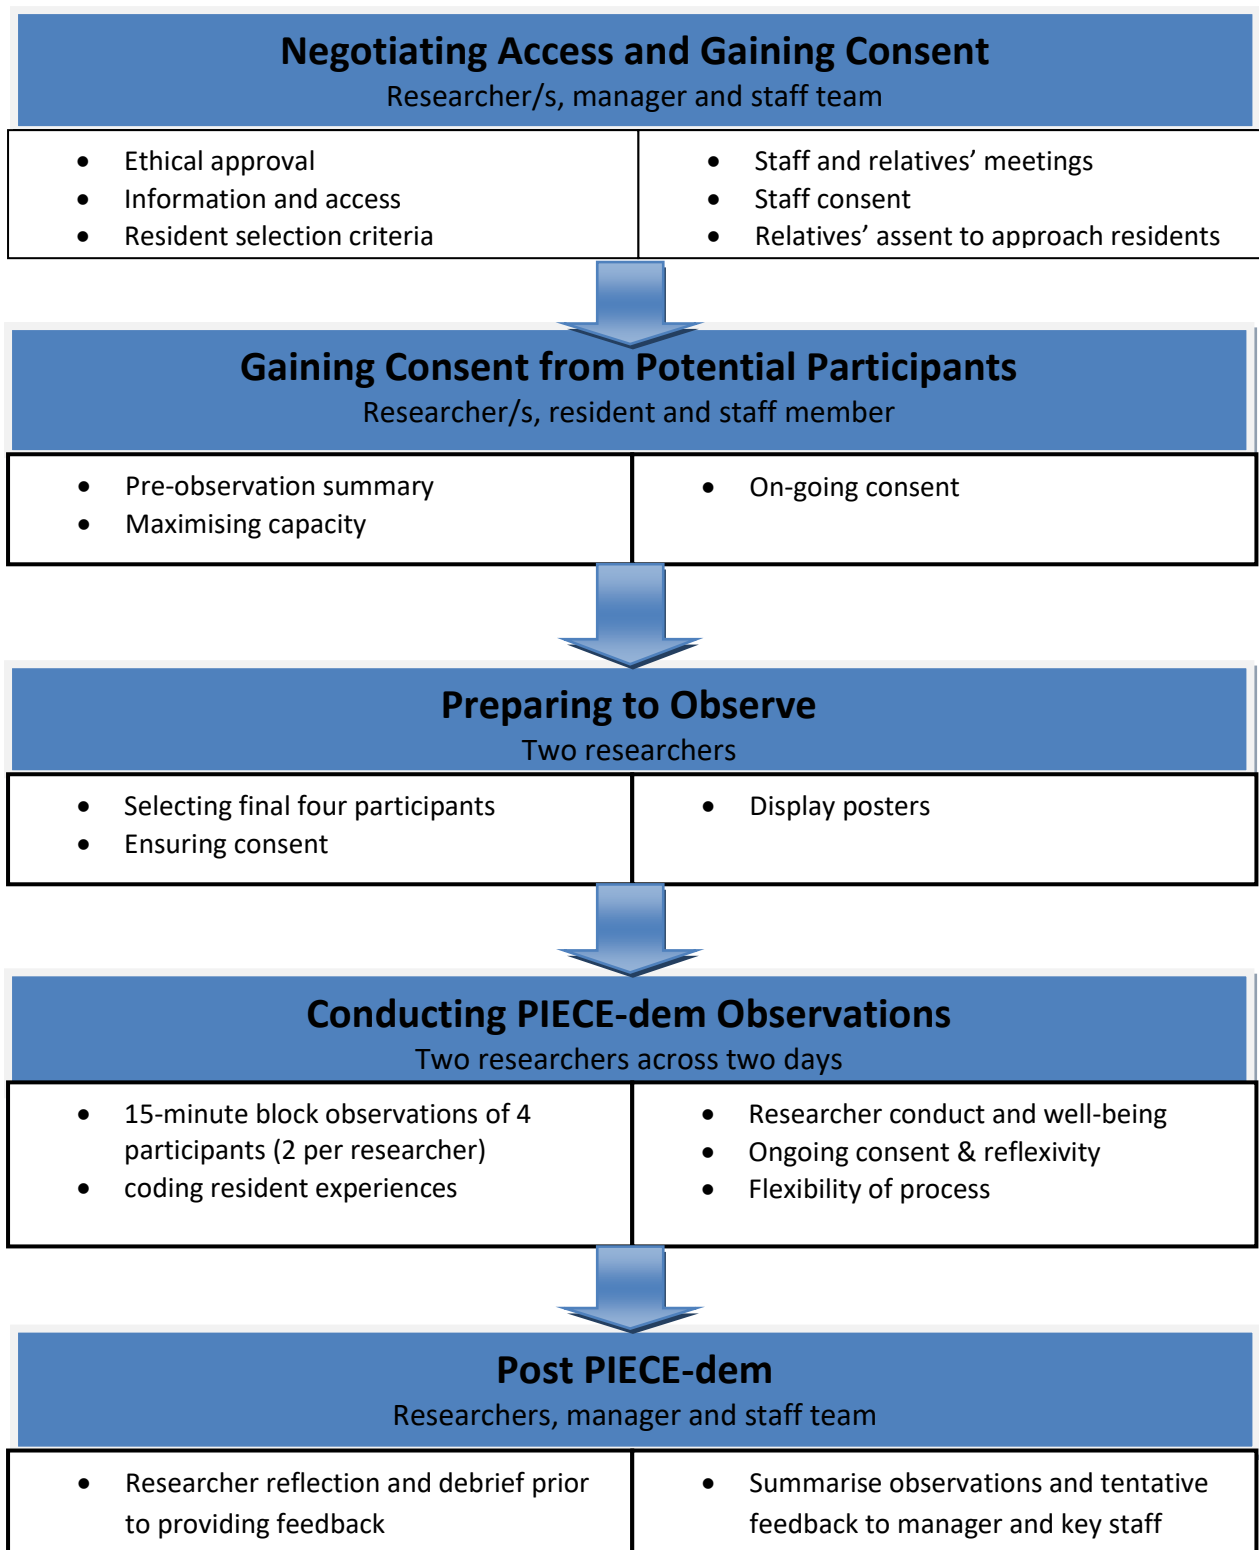 Negotiating Access and Gaining Consent
Researcher/s, manager and staff team
• Ethical approval
• Information and access
• Resident selection criteria
• Staff and relatives’ meetings
• Staff consent
• Relatives’ assent to approach residents
Gaining Consent from Potential Participants
Researcher/s, resident and staff member
• Pre-observation summary
• Maximising capacity
• On-going consent
Preparing to Observe
Two researchers
• Selecting final four participants
• Ensuring consent
• Display posters
Conducting PIECE-dem Observations
Two researchers across two days
• 15-minute block observations of 4
participants (2 per researcher)
• coding resident experiences
• Researcher conduct and well-being
• Ongoing consent & reflexivity
• Flexibility of process
Post PIECE-dem
Researchers, manager and staff team
• Researcher reflection and debrief prior
to providing feedback
• Summarise observations and tentative
feedback to manager and key staff